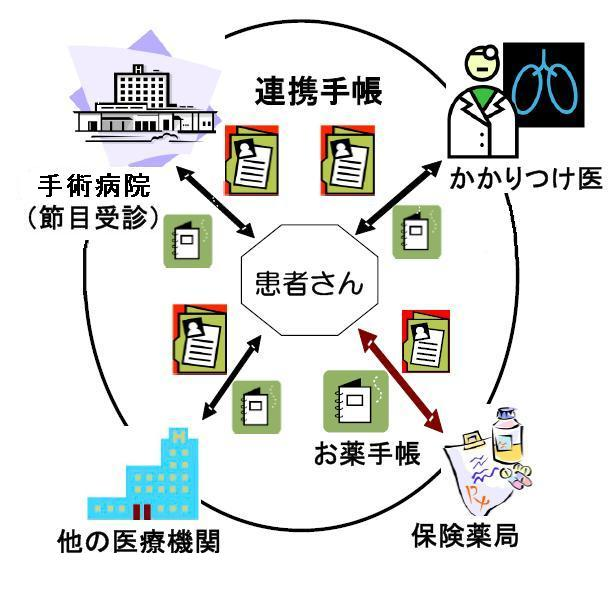 連携手帳
手術病院
（節目受診）
かかりつけ医
患者さん
お薬手帳
他の医療機関
保険薬局